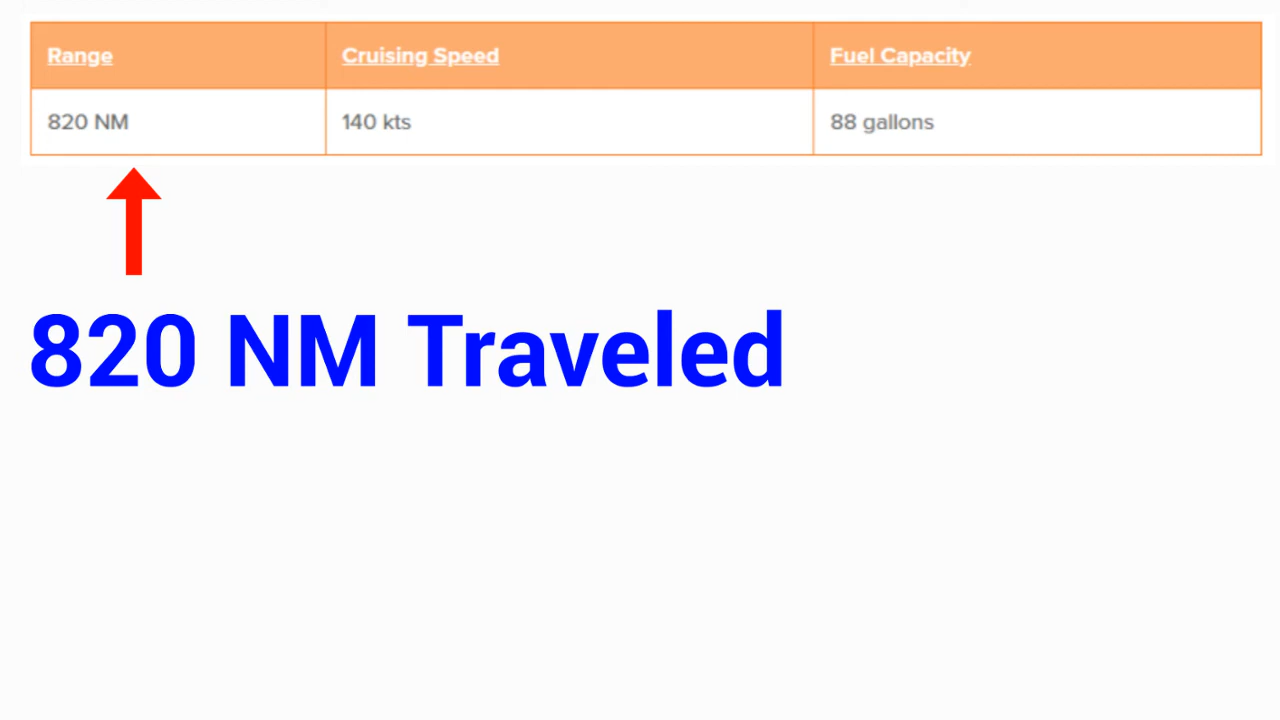 Range Cruising Speed Fuel Capacity
820 NM 140 kts 88 gallons
820 NM Traveled